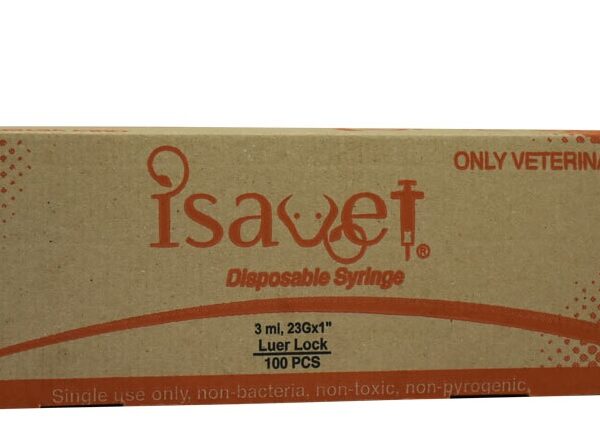 ONLY VETERINA
isavet®
Disposable Syringe
3 ml, 23Gx1"
Luer Lock
100 PCS
Single use only, non-bacteria, non-toxic, non-pyrogenic,